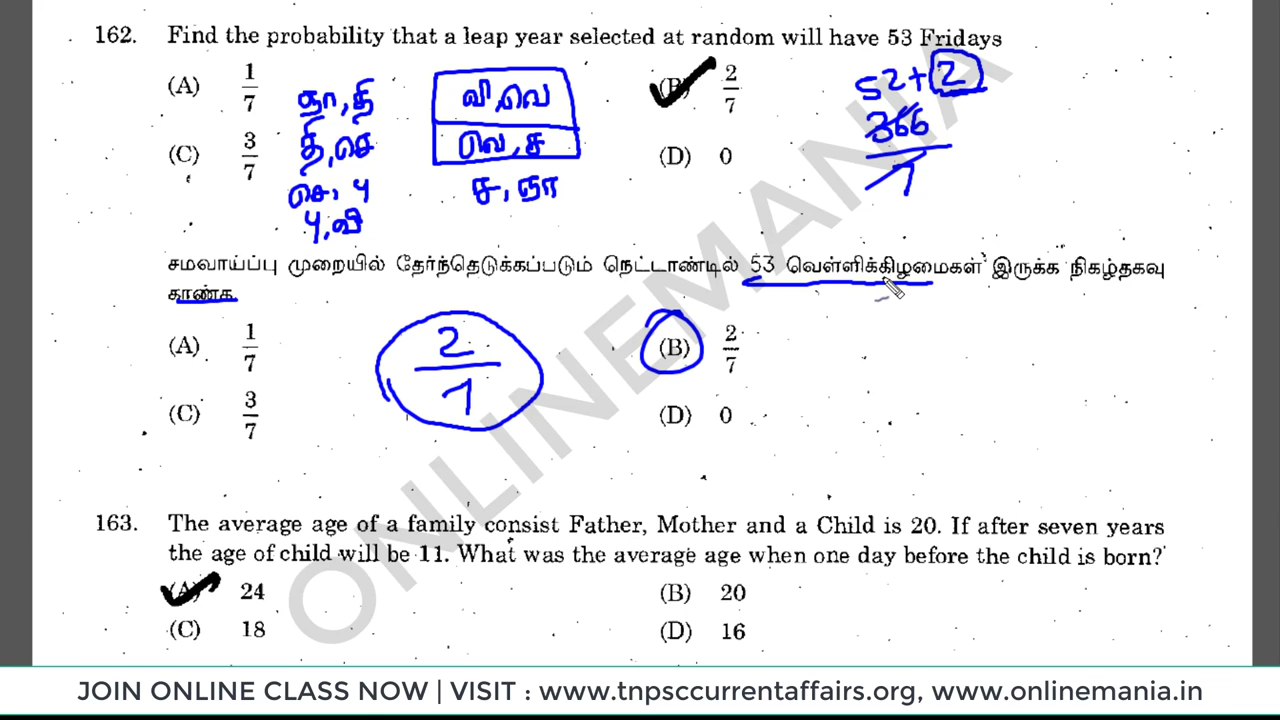 162. Find the probability that a leap year selected at random will have 53 Fridays
(A) 1/7 (B) 2/7
(C) 3/7 (D) 0
ஞா, தி
தி, செ
செ, பு
பு, வி
வி, வெ
வெ, ச
ச, ஞா
52+2
366
7
சமவாய்ப்பு முறையில் தேர்ந்தெடுக்கப்படும் நெட்டாண்டில் 53 வெள்ளிக்கிழமைகள் இருக்க நிகழ்தகவு
காண்க.
(A) 1/7 (B) 2/7
2/7
(C) 3/7 (D) 0
163. The average age of a family consist Father, Mother and a Child is 20. If after seven years
the age of child will be 11. What was the average age when one day before the child is born?
(A) 24 (B) 20
(C) 18 (D) 16
ONLINEMANIA
JOIN ONLINE CLASS NOW | VISIT : www.tnpsccurrentaffairs.org, www.onlinemania.in